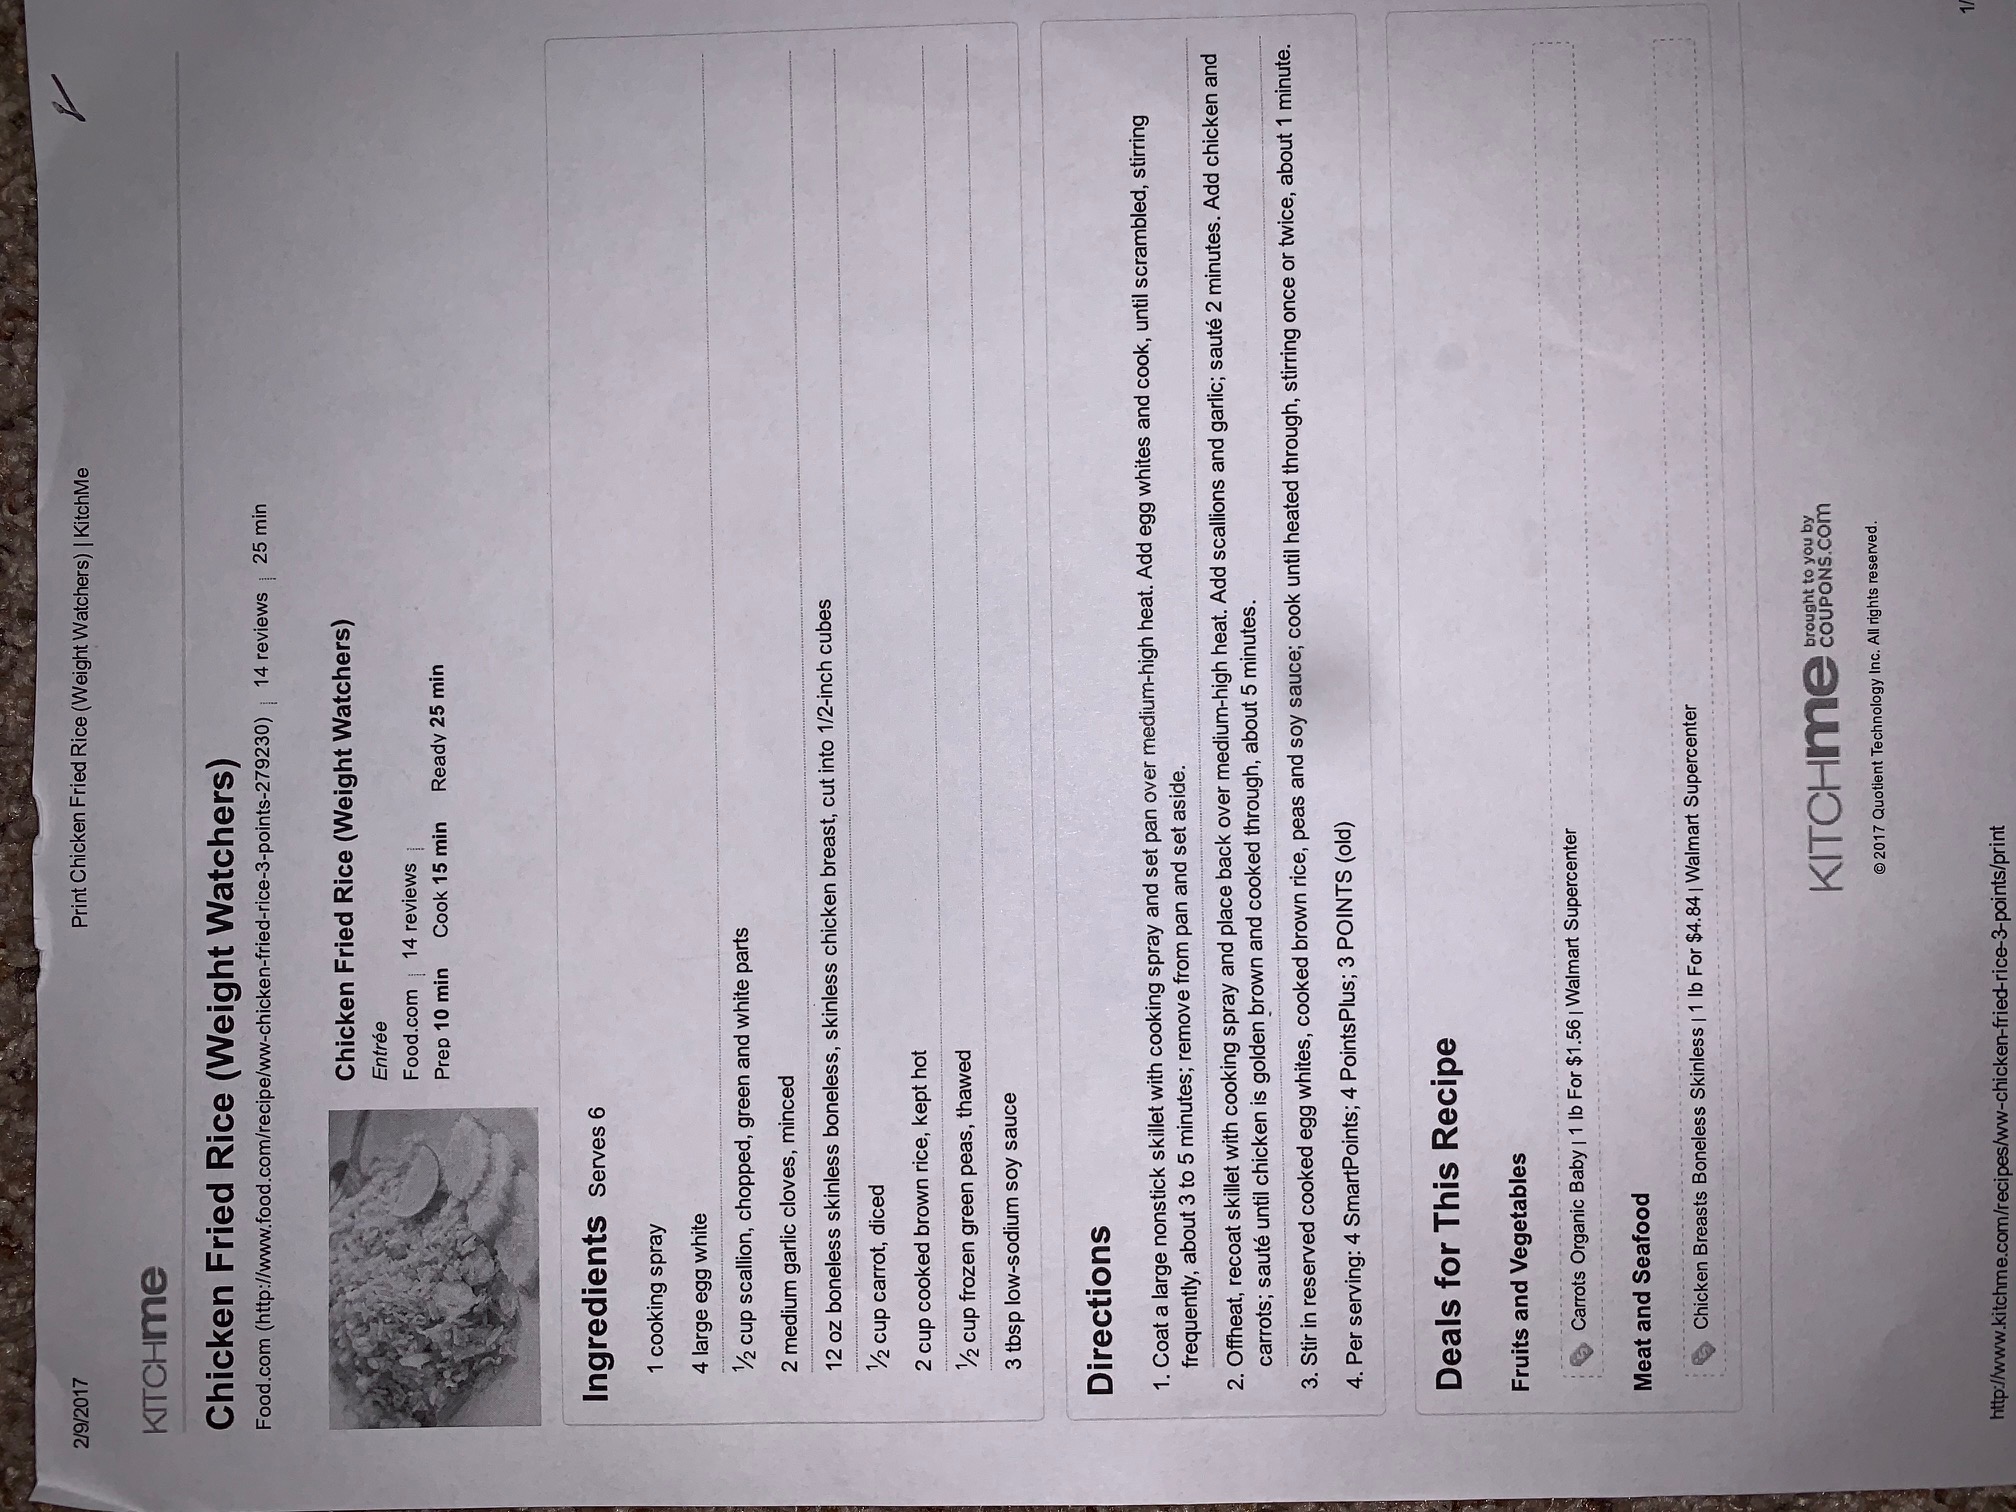 2/9/2017
Print Chicken Fried Rice (Weight Watchers) | KitchMe
KITCHme
Chicken Fried Rice (Weight Watchers)
Food.com (http://www.food.com/recipe/ww-chicken-fried-rice-3-points-279230) | 14 reviews | 25 min
Chicken Fried Rice (Weight Watchers)
Entrée
Food.com | 14 reviews |
Prep 10 min Cook 15 min Ready 25 min
Ingredients Serves 6
1 cooking spray
4 large egg white
½ cup scallion, chopped, green and white parts
2 medium garlic cloves, minced
12 oz boneless skinless boneless, skinless chicken breast, cut into 1/2-inch cubes
½ cup carrot, diced
2 cup cooked brown rice, kept hot
½ cup frozen green peas, thawed
3 tbsp low-sodium soy sauce
Directions
1. Coat a large nonstick skillet with cooking spray and set pan over medium-high heat. Add egg whites and cook, until scrambled, stirring
frequently, about 3 to 5 minutes; remove from pan and set aside.
2. Offheat, recoat skillet with cooking spray and place back over medium-high heat. Add scallions and garlic; sauté 2 minutes. Add chicken and
carrots; sauté until chicken is golden brown and cooked through, about 5 minutes.
3. Stir in reserved cooked egg whites, cooked brown rice, peas and soy sauce; cook until heated through, stirring once or twice, about 1 minute.
4. Per serving: 4 SmartPoints; 4 PointsPlus; 3 POINTS (old)
Deals for This Recipe
Fruits and Vegetables
Carrots Organic Baby | 1 lb For $1.56 | Walmart Supercenter
Meat and Seafood
Chicken Breasts Boneless Skinless | 1 lb For $4.84 | Walmart Supercenter
KITCHme brought to you by
COUPONS.com
© 2017 Quotient Technology Inc. All rights reserved.
1/
http://www.kitchme.com/recipes/ww-chicken-fried-rice-3-points/print